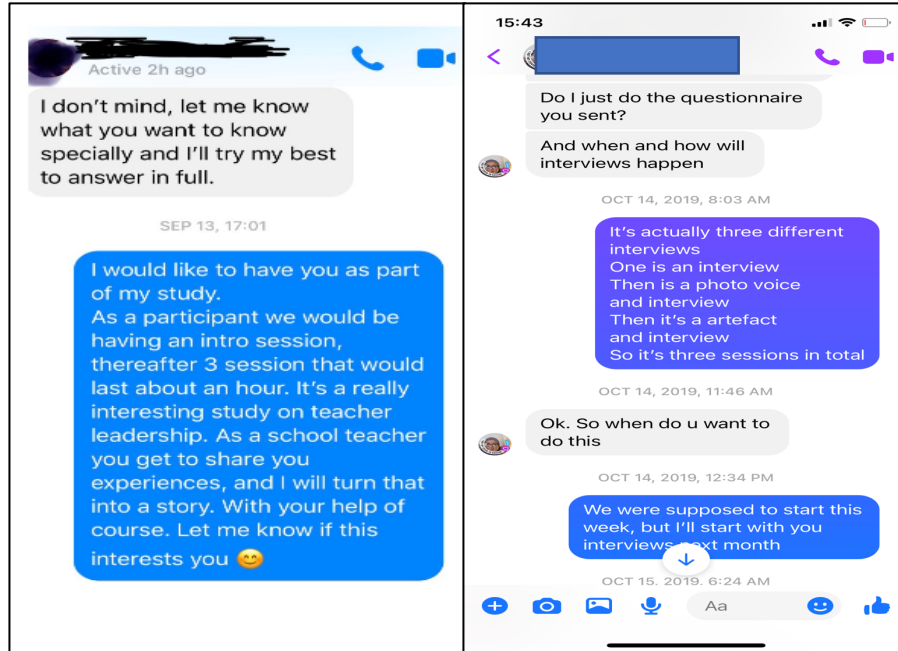 Active 2h ago
I don't mind, let me know
what you want to know
specially and I'll try my best
to answer in full.
SEP 13, 17:01
I would like to have you as part
of my study.
As a participant we would be
having an intro session,
thereafter 3 session that would
last about an hour. It's a really
interesting study on teacher
leadership. As a school teacher
you get to share you
experiences, and I will turn that
into a story. With your help of
course. Let me know if this
interests you 😊
15:43
Do I just do the questionnaire
you sent?
And when and how will
interviews happen
OCT 14, 2019, 8:03 AM
It's actually three different
interviews
One is an interview
Then is a photo voice
and interview
Then it's a artefact
and interview
So it's three sessions in total
OCT 14, 2019, 11:46 AM
Ok. So when do u want to
do this
OCT 14, 2019, 12:34 PM
We were supposed to start this
week, but I'll start with you
interviews next month
OCT 15, 2019, 6:24 AM
Aa